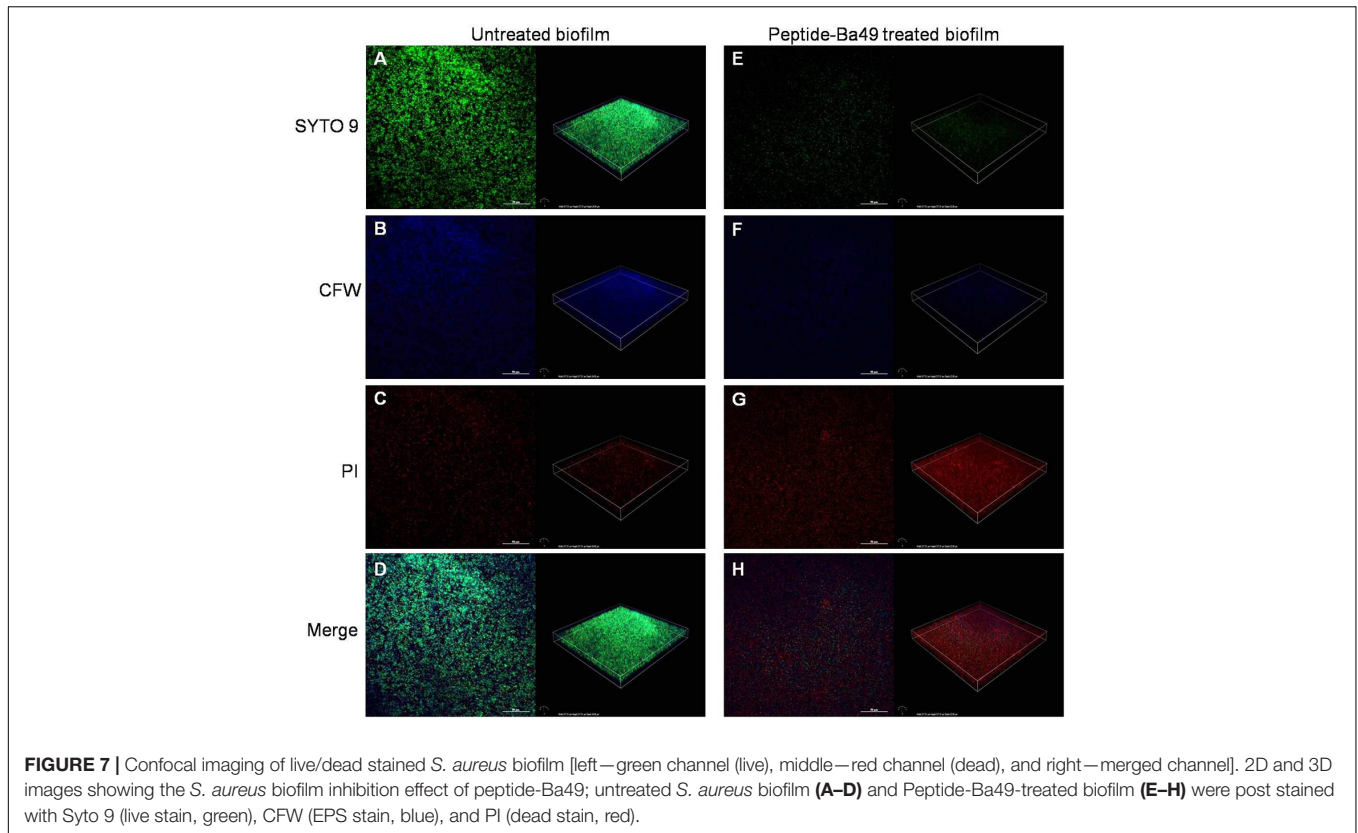 Untreated biofilm
Peptide-Ba49 treated biofilm
A
E
SYTO 9
B
F
CFW
C
G
PI
D
H
Merge
FIGURE 7 | Confocal imaging of live/dead stained S. aureus biofilm [left—green channel (live), middle—red channel (dead), and right—merged channel]. 2D and 3D
images showing the S. aureus biofilm inhibition effect of peptide-Ba49; untreated S. aureus biofilm (A–D) and Peptide-Ba49-treated biofilm (E–H) were post stained
with Syto 9 (live stain, green), CFW (EPS stain, blue), and PI (dead stain, red).